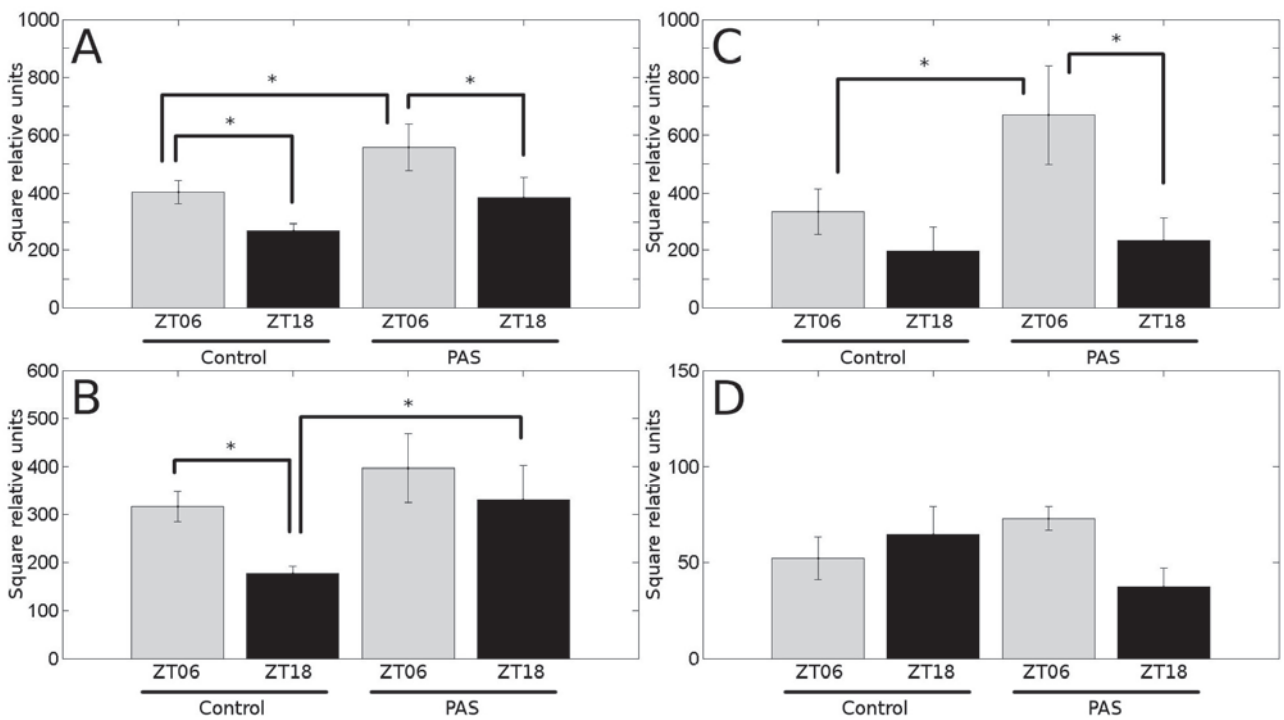 A
Square relative units
1000
800
600
400
200
0
*
*
*
ZT06 ZT18 ZT06 ZT18
Control PAS
C
Square relative units
1000
800
600
400
200
0
*
*
ZT06 ZT18 ZT06 ZT18
Control PAS
B
Square relative units
600
500
400
300
200
100
0
*
*
ZT06 ZT18 ZT06 ZT18
Control PAS
D
Square relative units
150
100
50
0
ZT06 ZT18 ZT06 ZT18
Control PAS